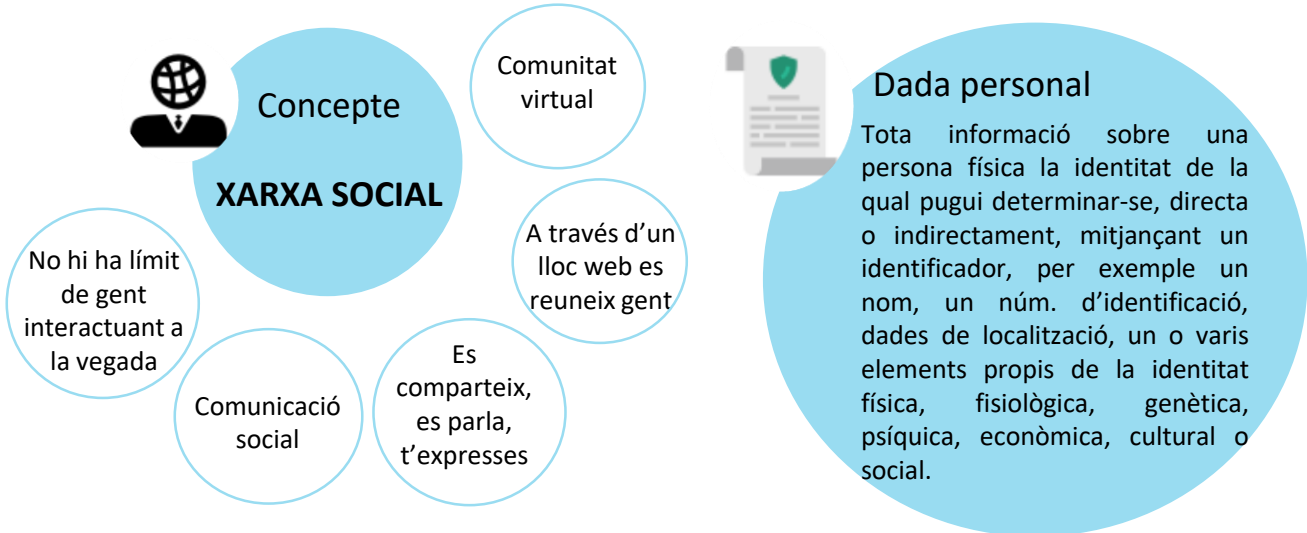 Concepte
XARXA SOCIAL
Comunitat
virtual
A través d’un
lloc web es
reuneix gent
Es
comparteix,
es parla,
t’expresses
Comunicació
social
No hi ha límit
de gent
interactuant a
la vegada
Dada personal
Tota informació sobre una
persona física la identitat de la
qual pugui determinar-se, directa
o indirectament, mitjançant un
identificador, per exemple un
nom, un núm. d’identificació,
dades de localització, un o varis
elements propis de la identitat
física, fisiològica, genètica,
psíquica, econòmica, cultural o
social.